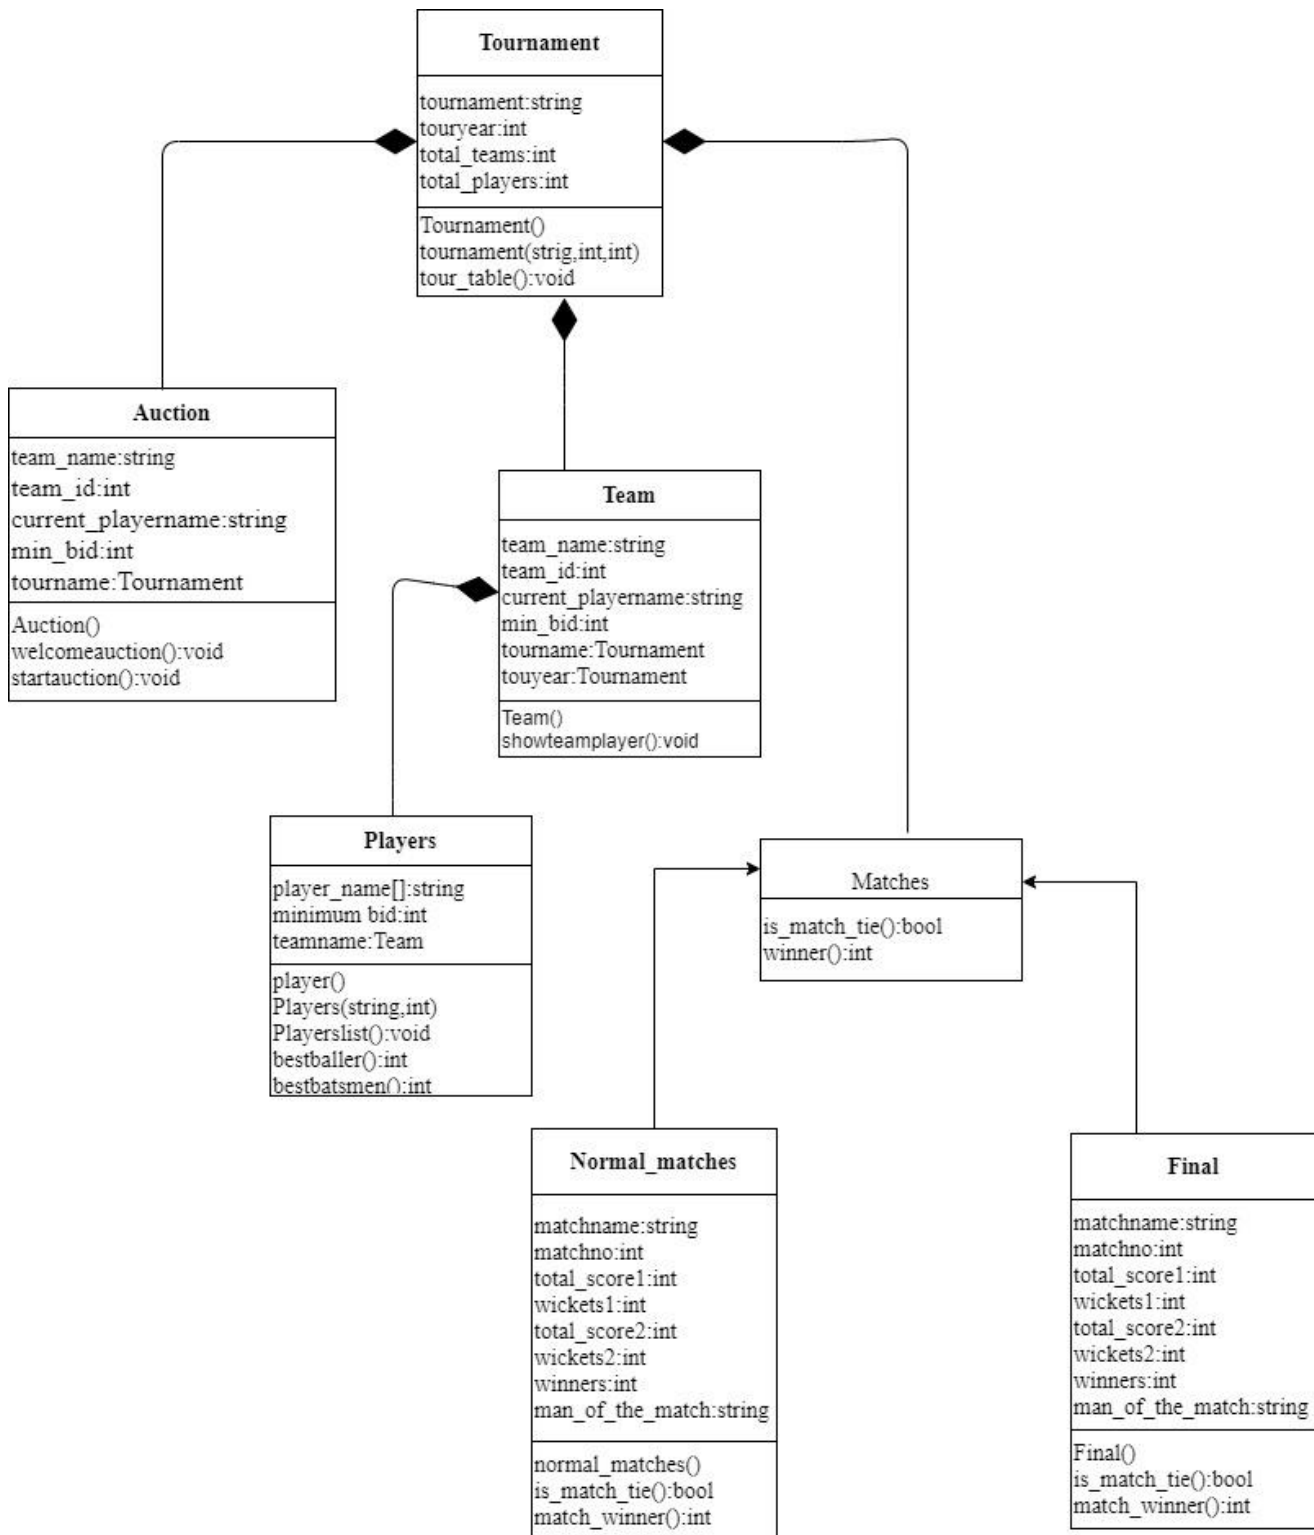 Tournament
tournament:string
touryear:int
total_teams:int
total_players:int
Tournament()
tournament(strig,int,int)
tour_table():void
Auction
team_name:string
team_id:int
current_playername:string
min_bid:int
tourname:Tournament
Auction()
welcomeauction():void
startauction():void
Team
team_name:string
team_id:int
current_playername:string
min_bid:int
tourname:Tournament
touyear:Tournament
Team()
showteamplayer():void
Players
player_name[]:string
minimum bid:int
teamname:Team
player()
Players(string,int)
Playerslist():void
bestballer():int
bestbatsmen():int
Matches
is_match_tie():bool
winner():int
Normal_matches
matchname:string
matchno:int
total_score1:int
wickets1:int
total_score2:int
wickets2:int
winners:int
man_of_the_match:string
normal_matches()
is_match_tie():bool
match_winner():int
Final
matchname:string
matchno:int
total_score1:int
wickets1:int
total_score2:int
wickets2:int
winners:int
man_of_the_match:string
Final()
is_match_tie():bool
match_winner():int